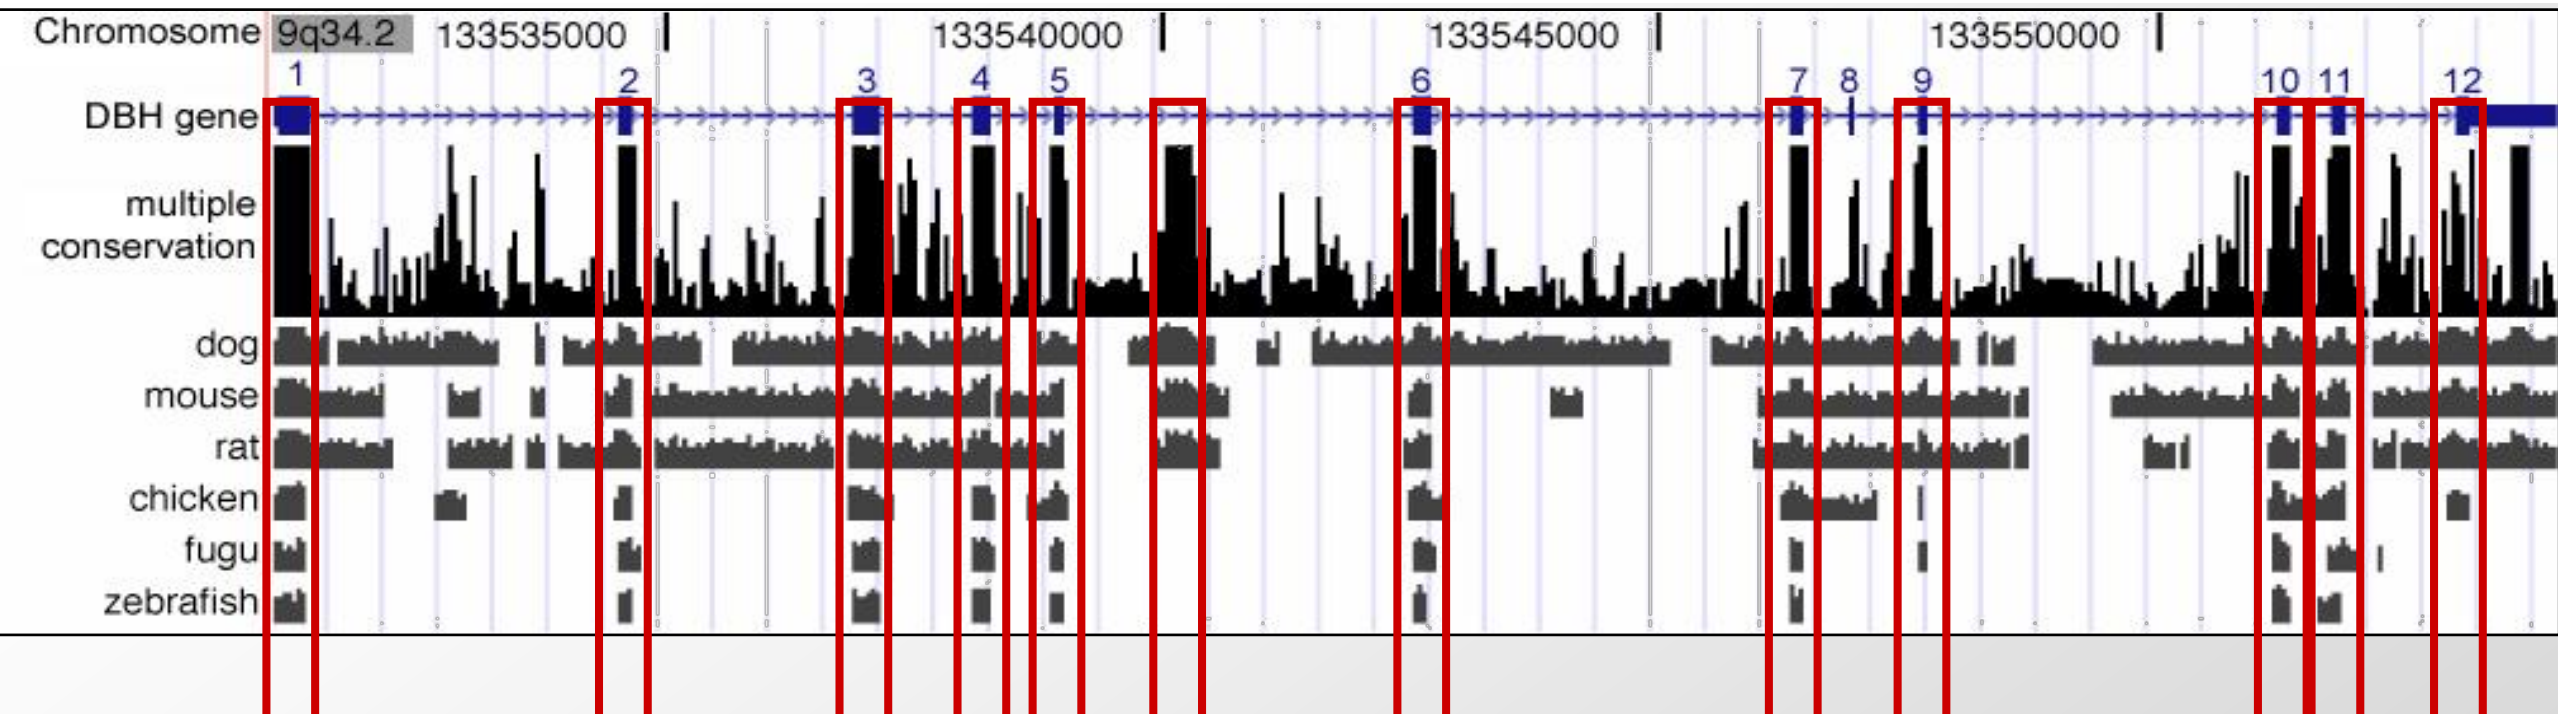 Chromosome 9q34.2 133535000 133540000 133545000 133550000
1 2 3 4 5 6 7 8 9 10 11 12
DBH gene
multiple
conservation
dog
mouse
rat
chicken
fugu
zebrafish